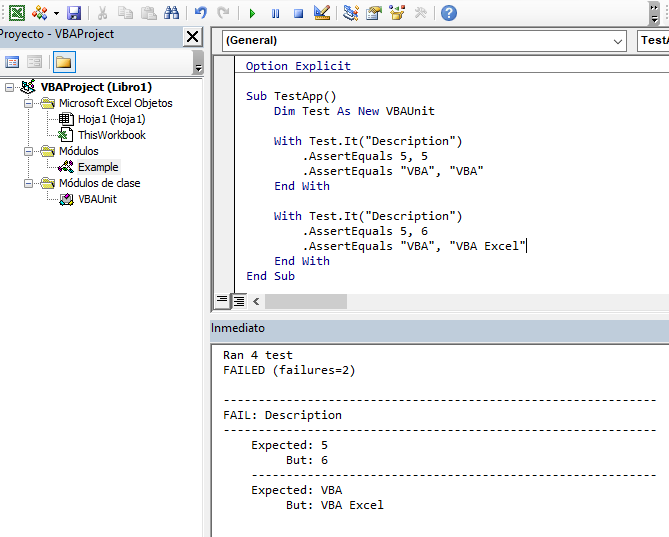 Proyecto - VBAProject
VBAProject (Libro1)
Microsoft Excel Objetos
Hoja1 (Hoja1)
ThisWorkbook
Módulos
Example
Módulos de clase
VBAUnit
(General)
TestA
Option Explicit
Sub TestApp()
Dim Test As New VBAUnit
With Test.It("Description")
.AssertEquals 5, 5
.AssertEquals "VBA", "VBA"
End With
With Test.It("Description")
.AssertEquals 5, 6
.AssertEquals "VBA", "VBA Excel"
End With
End Sub
Inmediato
Ran 4 test
FAILED (failures=2)
--------------------------------------------------------------
FAIL: Description
--------------------------------------------------------------
Expected: 5
But: 6
----------------------------------------------------------
Expected: VBA
But: VBA Excel